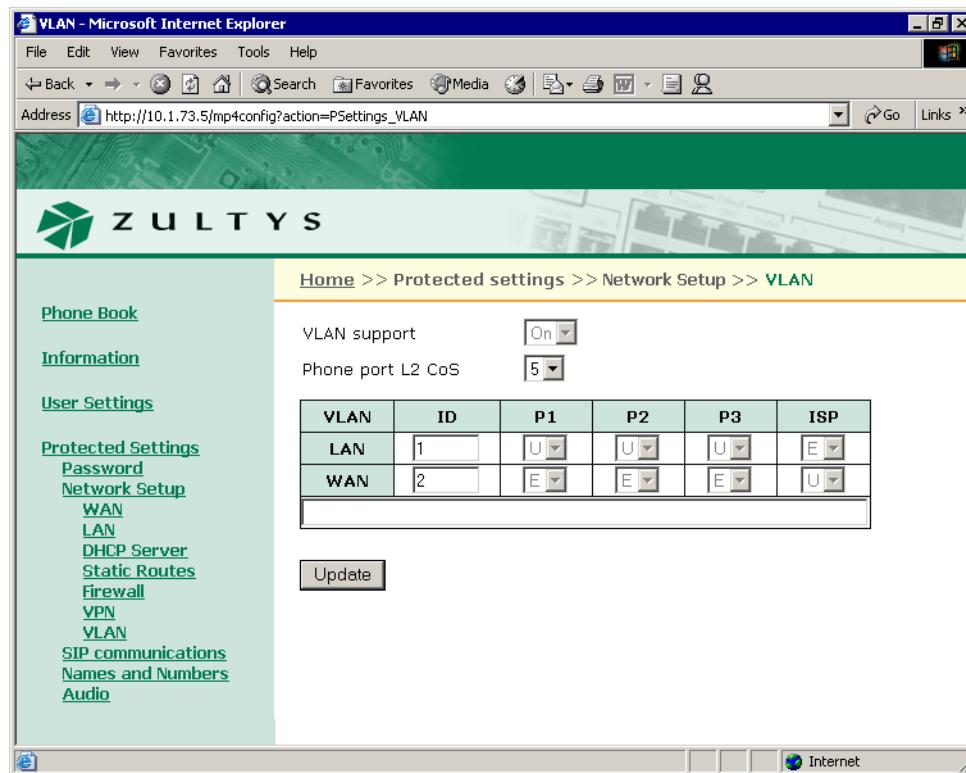 VLAN - Microsoft Internet Explorer
File Edit View Favorites Tools Help
Back Search Favorites Media
Address http://10.1.73.5/mp4config?action=PSettings_VLAN Go Links »
ZULTYS
Home >> Protected settings >> Network Setup >> VLAN
Phone Book
Information
User Settings
Protected Settings
Password
Network Setup
WAN
LAN
DHCP Server
Static Routes
Firewall
VPN
VLAN
SIP communications
Names and Numbers
Audio
VLAN support On
Phone port L2 CoS 5
VLAN ID P1 P2 P3 ISP
LAN 1 U U U E
WAN 2 E E E U
Update
Internet